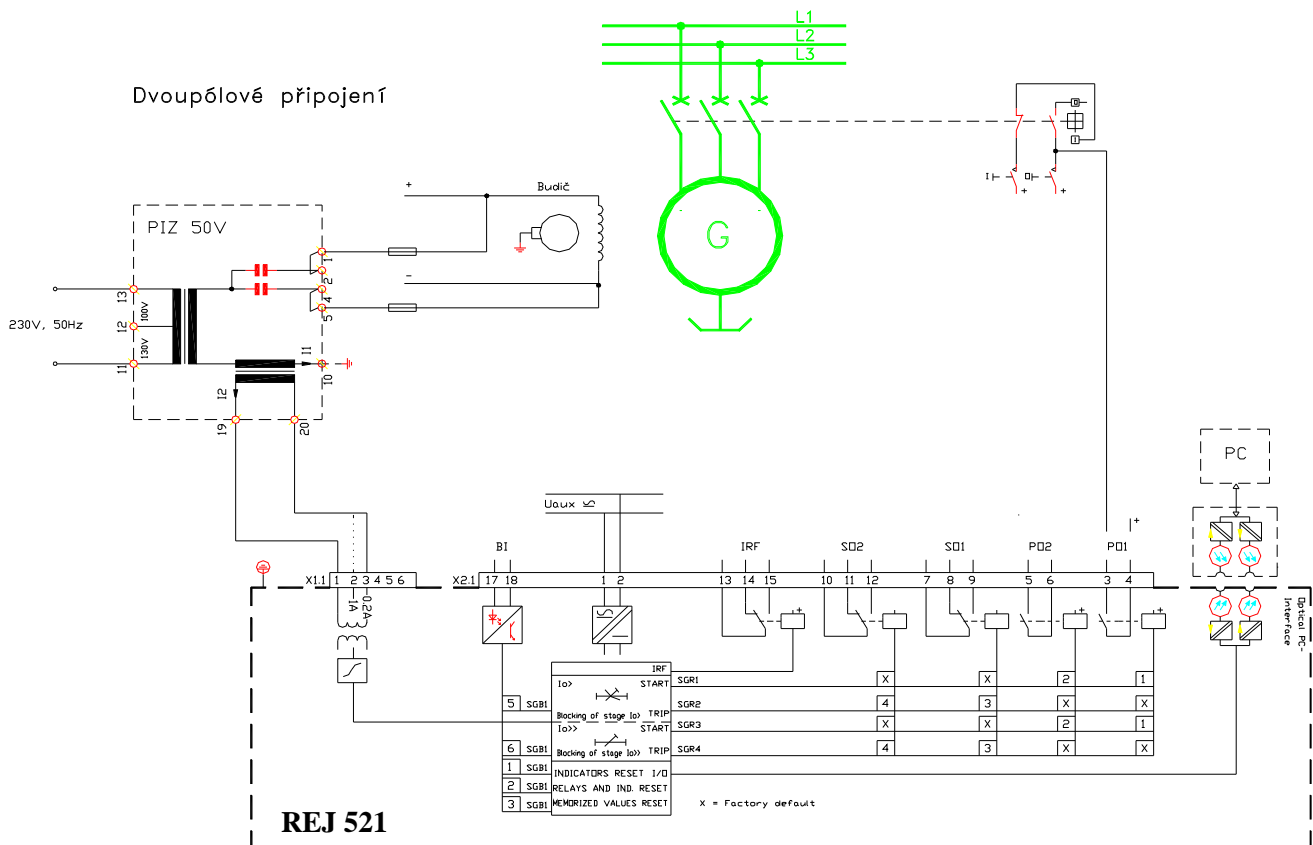 L1
L2
L3
Dvoupólové připojení
0
1
I
0
+
+
+
Budič
PIZ 50V
G
1
2
-
4
5
13
100V
230V, 50Hz
12
130V
11
I1
10
I2
19
20
PC
Uaux
+
BI
IRF
SO2
SO1
PO2
PO1
X1.1
1 2 3 4 5 6
X2.1
17 18
1 2
13 14 15
10 11 12
7 8 9
5 6
3 4
1A
0.2A
Optical PC-
Interface
+
+
+
IRF
Io>
START
SGR1
X
X
2
1
5
SGB1
Blocking of stage Io>
TRIP
SGR2
4
3
X
X
Io>>
START
SGR3
X
X
2
1
6
SGB1
Blocking of stage Io>>
TRIP
SGR4
4
3
X
X
1
SGB1
INDICATORS RESET I/O
2
SGB1
RELAYS AND IND. RESET
3
SGB1
MEMORIZED VALUES RESET
X = Factory default
REJ 521